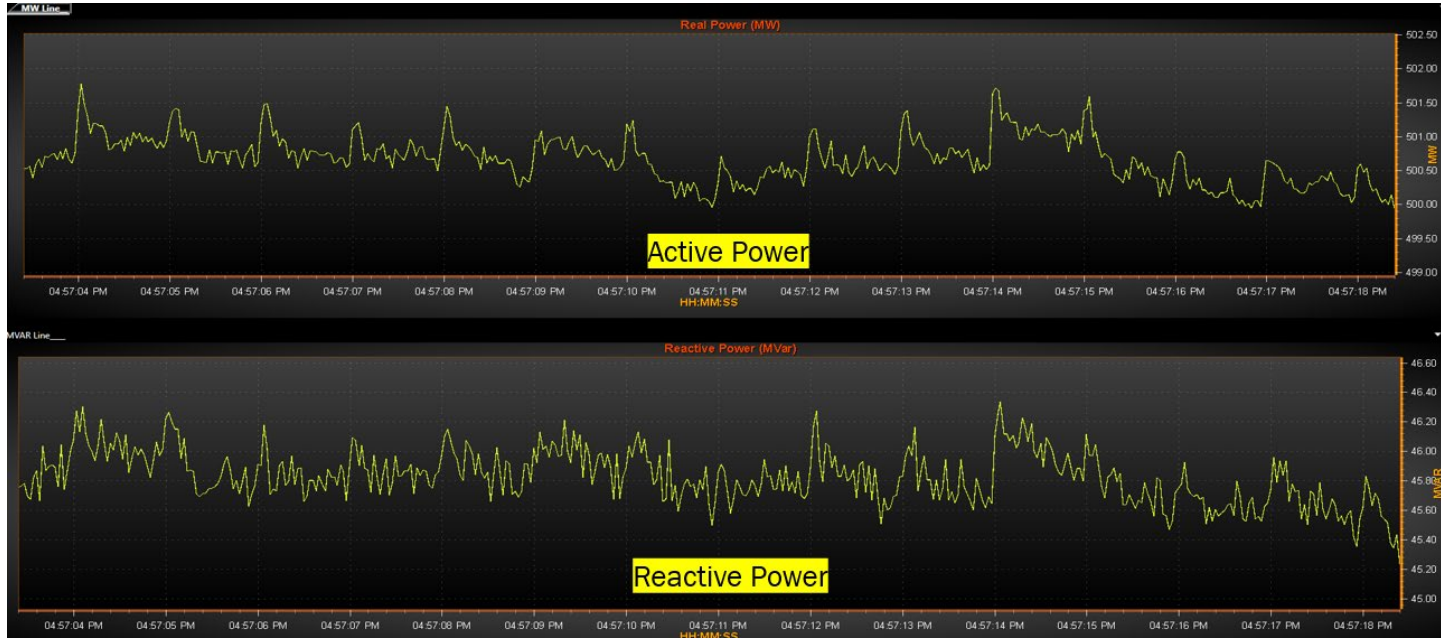 MW Line__
Real Power (MW)
502.50
502.00
501.50
501.00
500.50
500.00
499.50
499.00
MW
Active Power
04:57:04 PM 04:57:05 PM 04:57:06 PM 04:57:07 PM 04:57:08 PM 04:57:09 PM 04:57:10 PM 04:57:11 PM 04:57:12 PM 04:57:13 PM 04:57:14 PM 04:57:15 PM 04:57:16 PM 04:57:17 PM 04:57:18 PM
HH:MM:SS
MVAR Line___
Reactive Power (MVar)
46.60
46.40
46.20
46.00
45.80
45.60
45.40
45.20
45.00
MVAR
Reactive Power
04:57:04 PM 04:57:05 PM 04:57:06 PM 04:57:07 PM 04:57:08 PM 04:57:09 PM 04:57:10 PM 04:57:11 PM 04:57:12 PM 04:57:13 PM 04:57:14 PM 04:57:15 PM 04:57:16 PM 04:57:17 PM 04:57:18 PM
HH:MM:SS